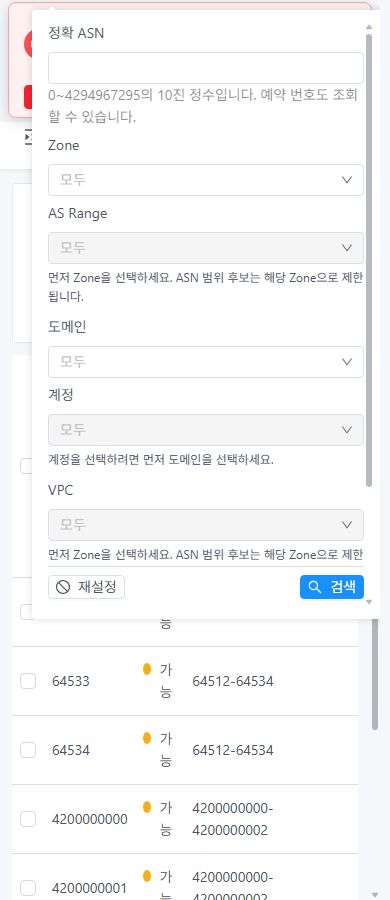 정확 ASN
0~4294967295의 10진 정수입니다. 예약 번호도 조회
할 수 있습니다.
Zone
모두
AS Range
모두
먼저 Zone을 선택하세요. ASN 범위 후보는 해당 Zone으로 제한
됩니다.
도메인
모두
계정
모두
계정을 선택하려면 먼저 도메인을 선택하세요.
VPC
모두
먼저 Zone을 선택하세요. ASN 범위 후보는 해당 Zone으로 제한
재설정
검색
능
64533
가
능
64512-64534
64534
가
능
64512-64534
4200000000
가
능
4200000000-
4200000002
4200000001
가
능
4200000000-
4200000002